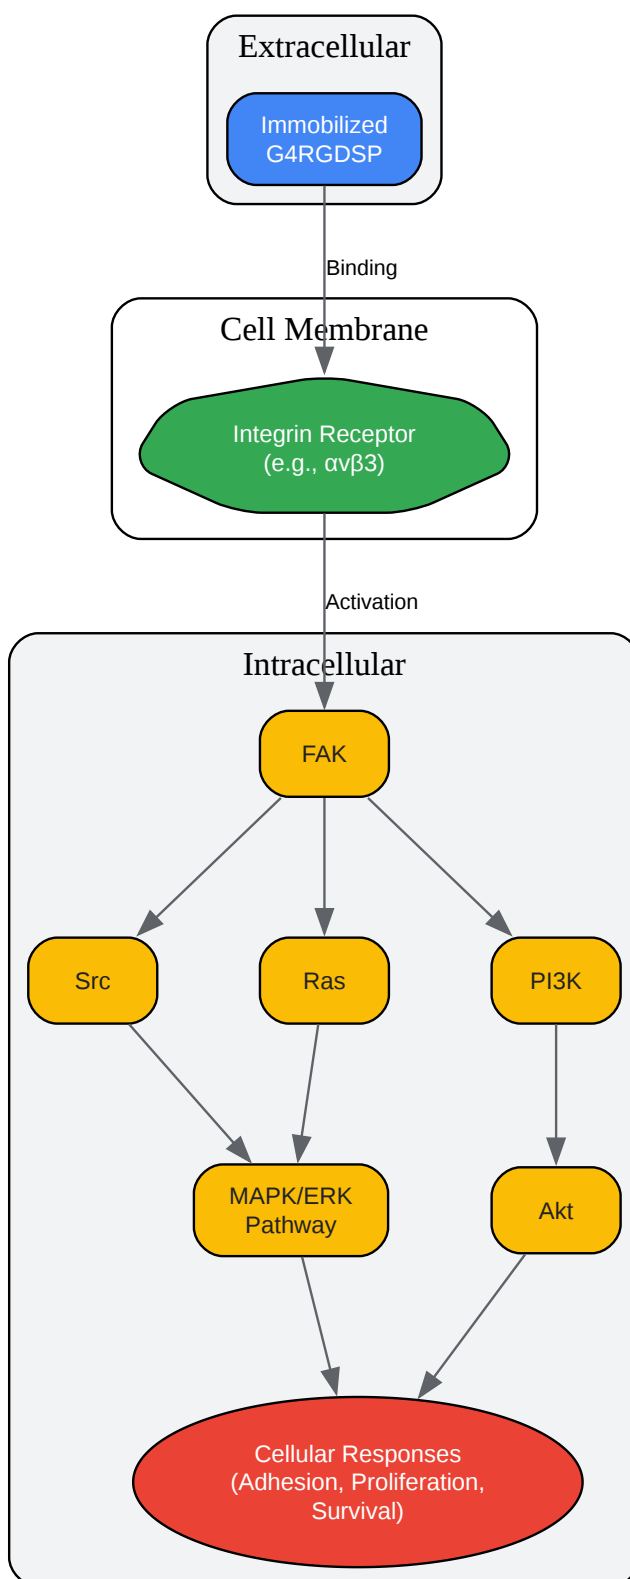 Extracellular
Immobilized
G4RGDSP
Binding
Cell Membrane
Integrin Receptor
(e.g., αvβ3)
Activation
Intracellular
FAK
Src
Ras
PI3K
MAPK/ERK
Pathway
Akt
Cellular Responses
(Adhesion, Proliferation,
Survival)